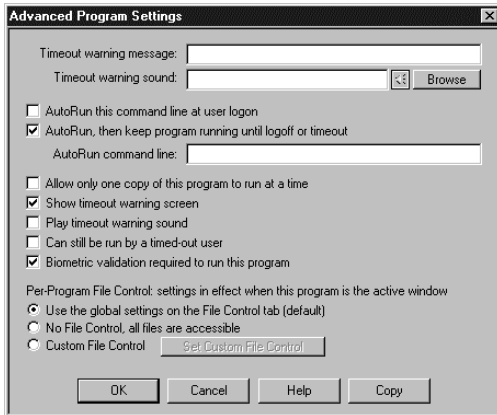 Advanced Program Settings
Timeout warning message:
Timeout warning sound:
Browse
AutoRun this command line at user logon
AutoRun, then keep program running until logoff or timeout
AutoRun command line:
Allow only one copy of this program to run at a time
Show timeout warning screen
Play timeout warning sound
Can still be run by a timed-out user
Biometric validation required to run this program
Per-Program File Control: settings in effect when this program is the active window
Use the global settings on the File Control tab (default)
No File Control, all files are accessible
Custom File Control
Set Custom File Control
OK
Cancel
Help
Copy